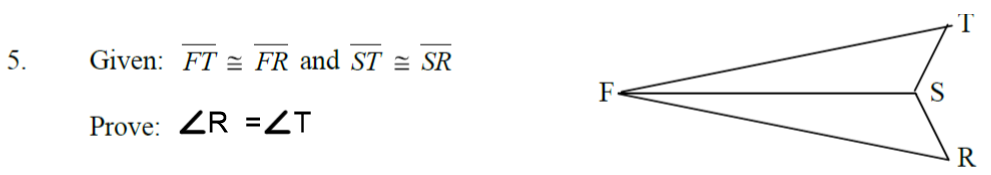 5. Given: FT ≅ FR and ST ≅ SR
Prove: ∠R =∠T
T
F
S
R